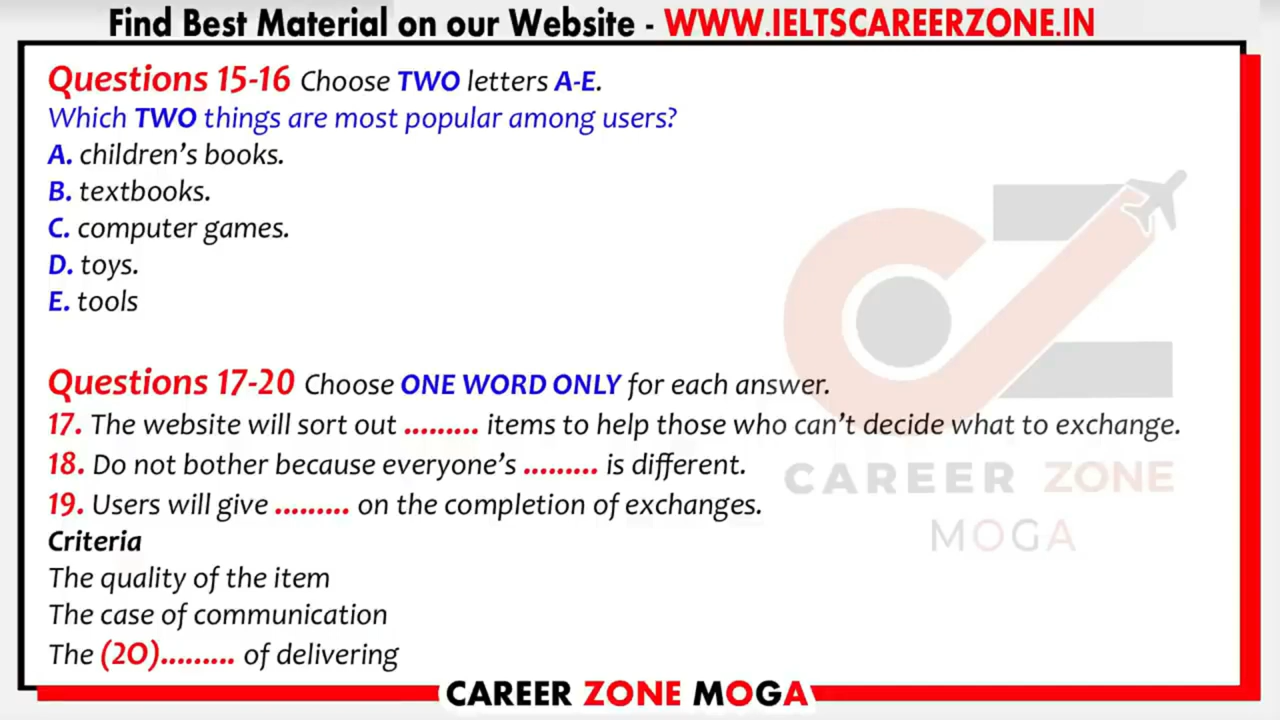 Find Best Material on our Website - WWW.IELTSCAREERZONE.IN
Questions 15-16 Choose TWO letters A-E.
Which TWO things are most popular among users?
A. children's books.
B. textbooks.
C. computer games.
D. toys.
E. tools
Questions 17-20 Choose ONE WORD ONLY for each answer.
17. The website will sort out ......... items to help those who can't decide what to exchange.
18. Do not bother because everyone's ......... is different.
19. Users will give ......... on the completion of exchanges.
Criteria
The quality of the item
The case of communication
The (20)......... of delivering
CAREER ZONE
MOGA
CAREER ZONE MOGA